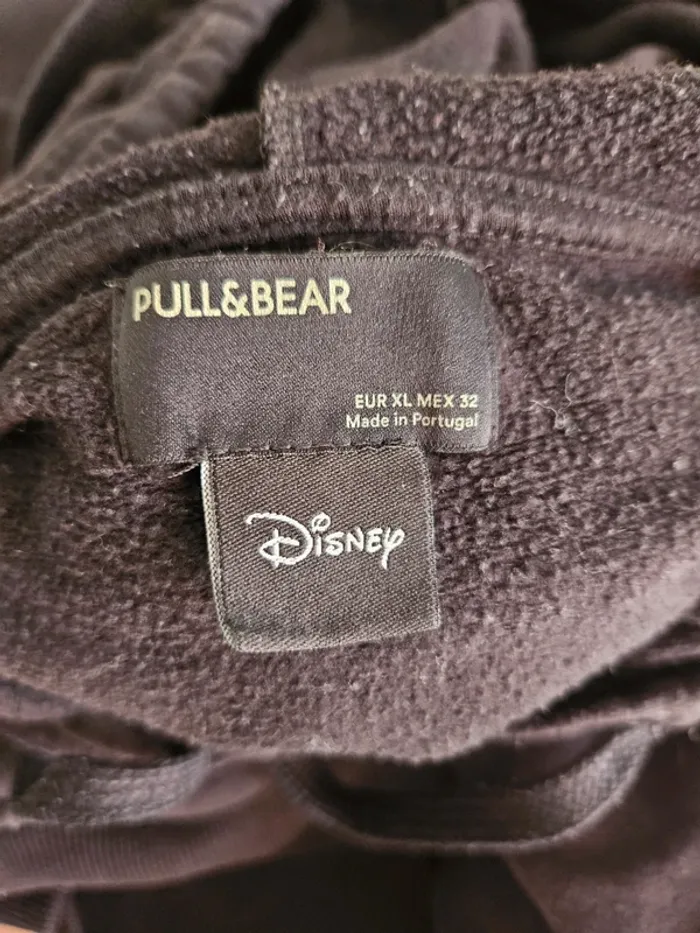 PULL&BEAR
EUR XL MEX 32
Made in Portugal
Disney